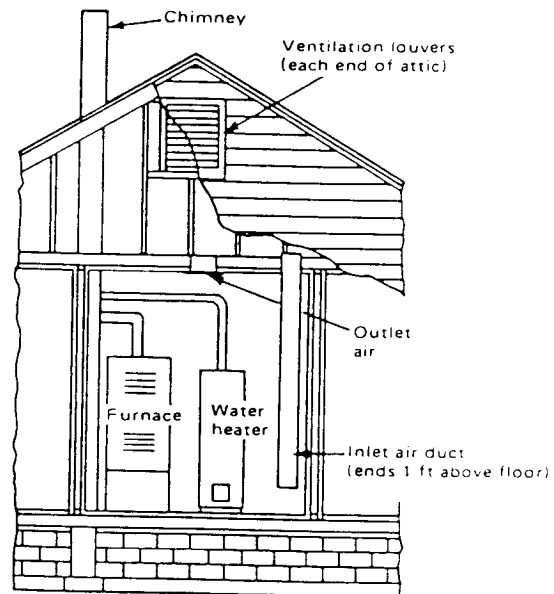 Chimney
Ventilation louvers
(each end of attic)
Outlet
air
Furnace
Water
heater
Inlet air duct
(ends 1 ft above floor)